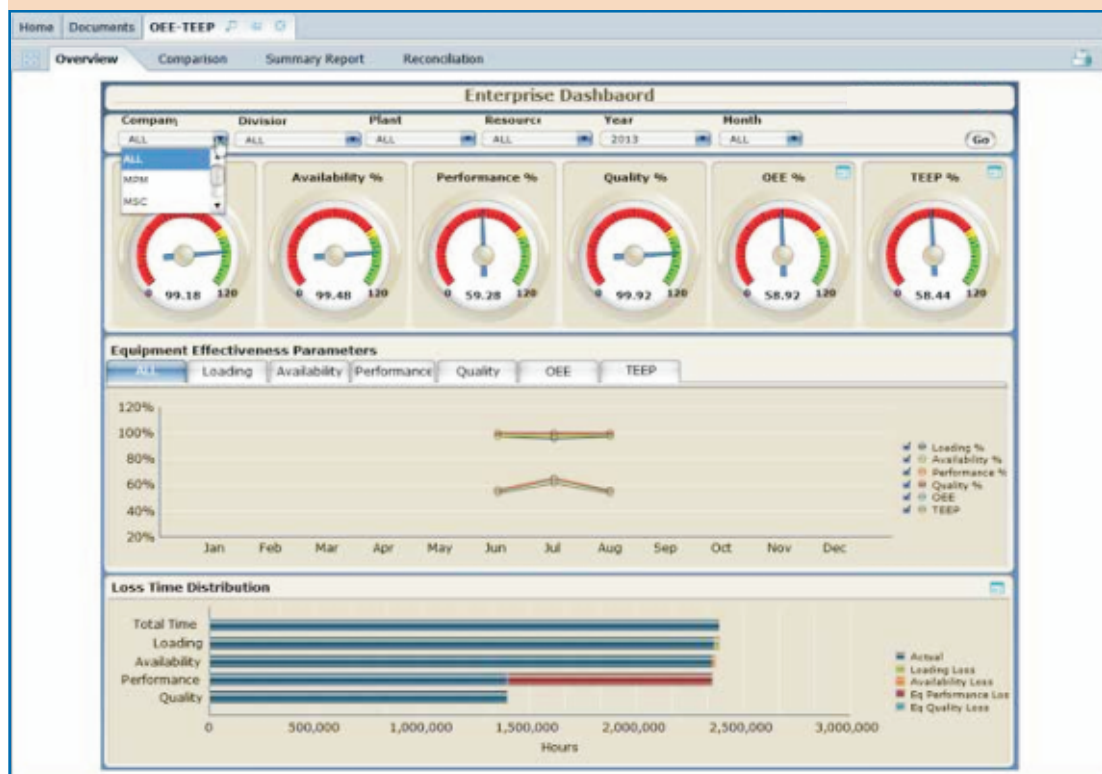 Home Documents OEE-TEEP
Overview Comparison Summary Report Reconciliation
Enterprise Dashbaord
Company Division Plant Resource Year Month
ALL ALL ALL ALL 2013 ALL Go
ALL
MPM
MSC
Availability % Performance % Quality % OEE % TEEP %
0 99.18 120 0 99.48 120 0 59.28 120 0 99.92 120 0 58.92 120 0 58.44 120
Equipment Effectiveness Parameters
ALL Loading Availability Performance Quality OEE TEEP
120%
100%
80%
60%
40%
20%
Jan Feb Mar Apr May Jun Jul Aug Sep Oct Nov Dec
Loading %
Availability %
Performance %
Quality %
OEE
TEEP
Loss Time Distribution
Total Time
Loading
Availability
Performance
Quality
0 500,000 1,000,000 1,500,000 2,000,000 2,500,000 3,000,000
Hours
Actual
Loading Loss
Availability Loss
Eq Performance Los
Eq Quality Loss